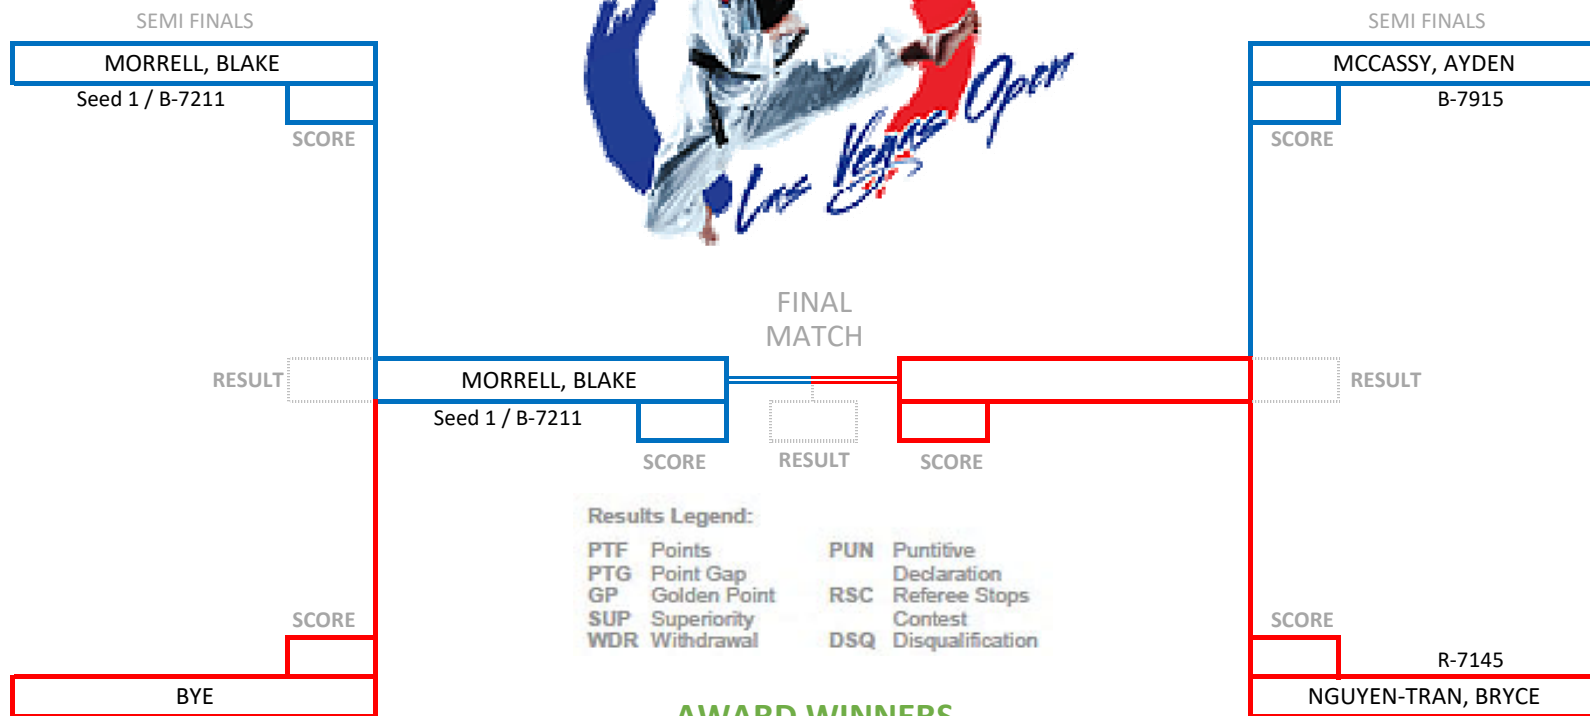 SEMI FINALS
SEMI FINALS
MORRELL, BLAKE
MCCASSY, AYDEN
Seed 1 / B-7211
B-7915
SCORE
SCORE
Las Vegas Open
FINAL
MATCH
RESULT
MORRELL, BLAKE
RESULT
Seed 1 / B-7211
SCORE
RESULT
SCORE
Results Legend:
PTF Points
PTG Point Gap
GP Golden Point
SUP Superiority
WDR Withdrawal
PUN Puntitive
Declaration
RSC Referee Stops
Contest
DSQ Disqualification
SCORE
SCORE
R-7145
BYE
NGUYEN-TRAN, BRYCE
AWARD WINNERS